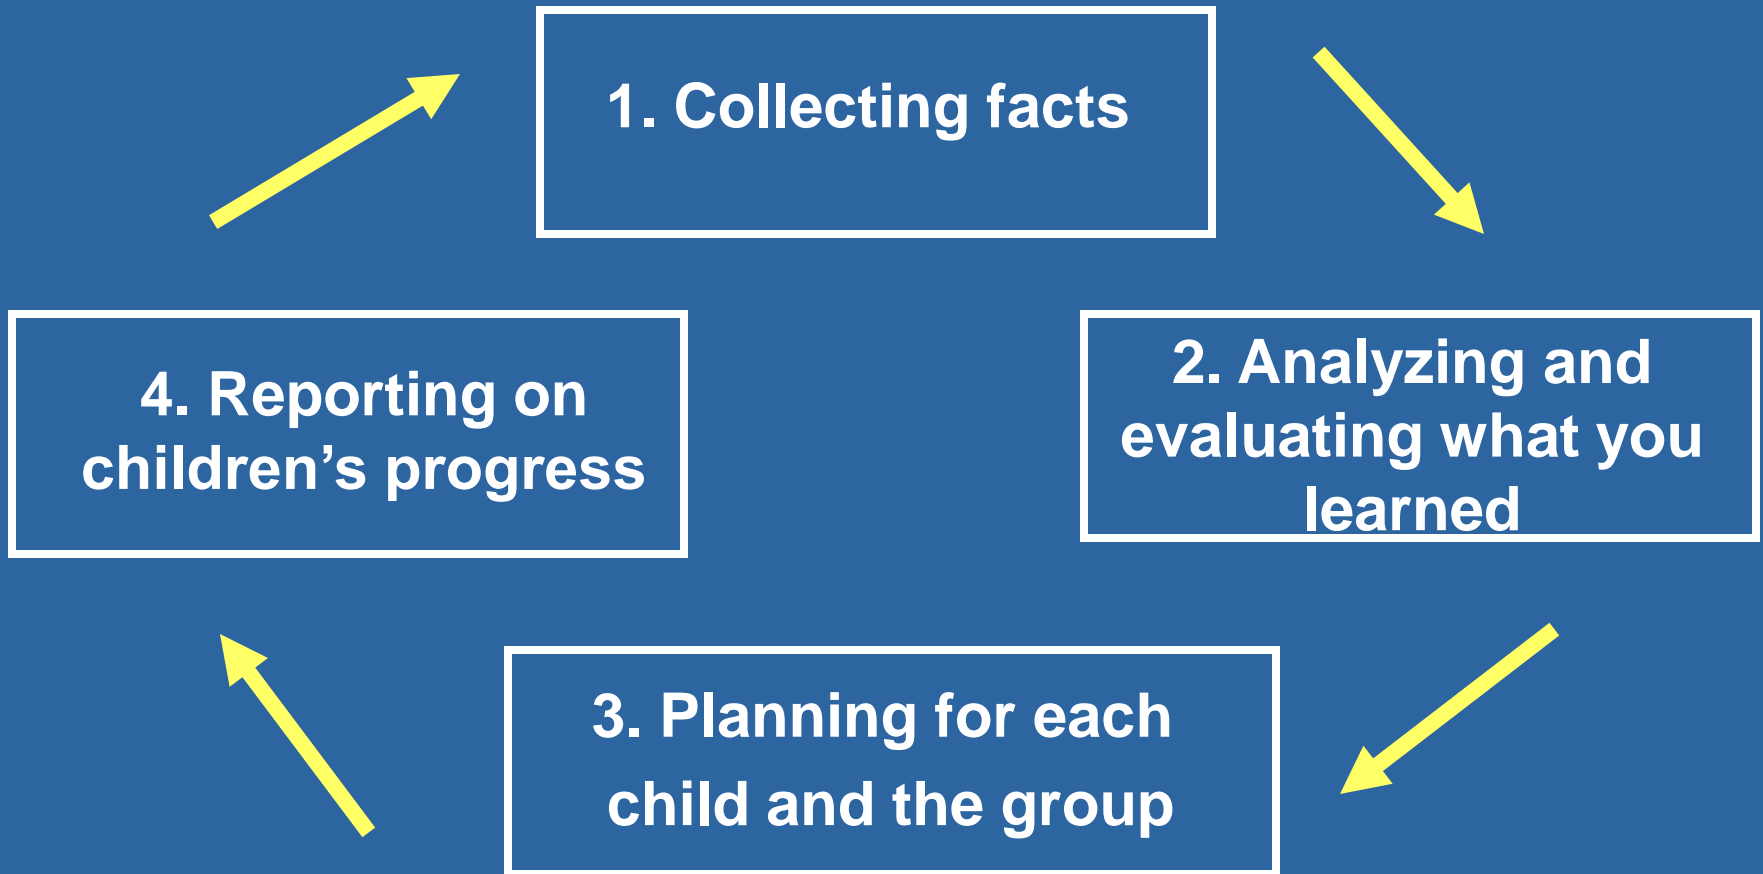 1. Collecting facts
2. Analyzing and
evaluating what you
learned
3. Planning for each
child and the group
4. Reporting on
children’s progress